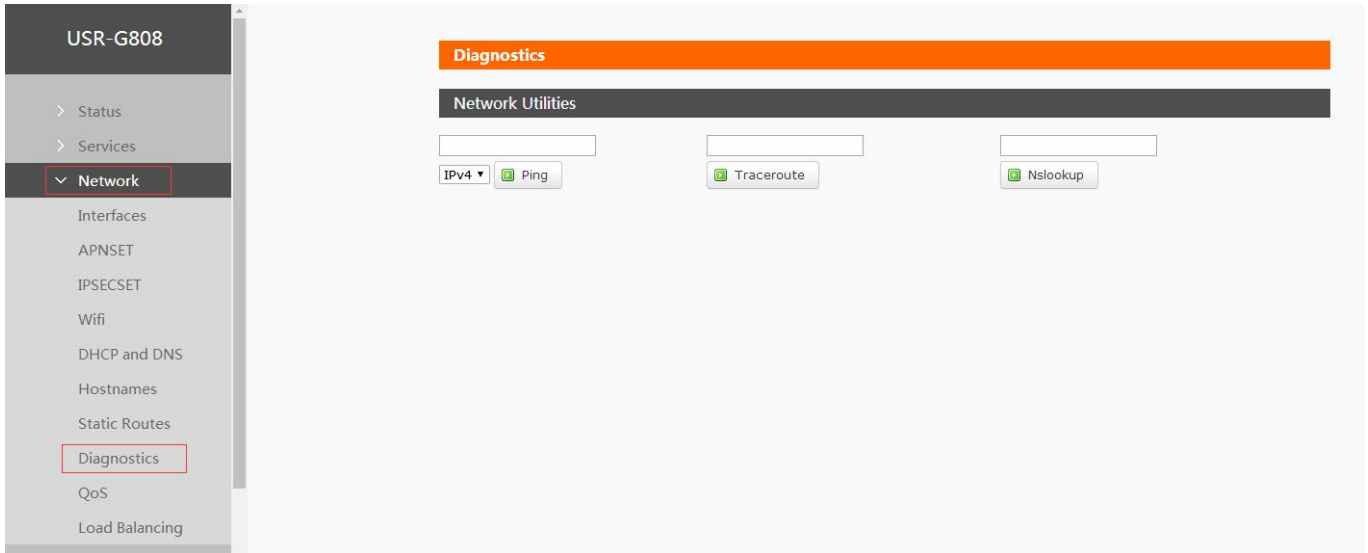 USR-G808
Status
Services
Network
Interfaces
APNSET
IPSECSET
Wifi
DHCP and DNS
Hostnames
Static Routes
Diagnostics
QoS
Load Balancing
Diagnostics
Network Utilities
IPv4 Ping Traceroute Nslookup